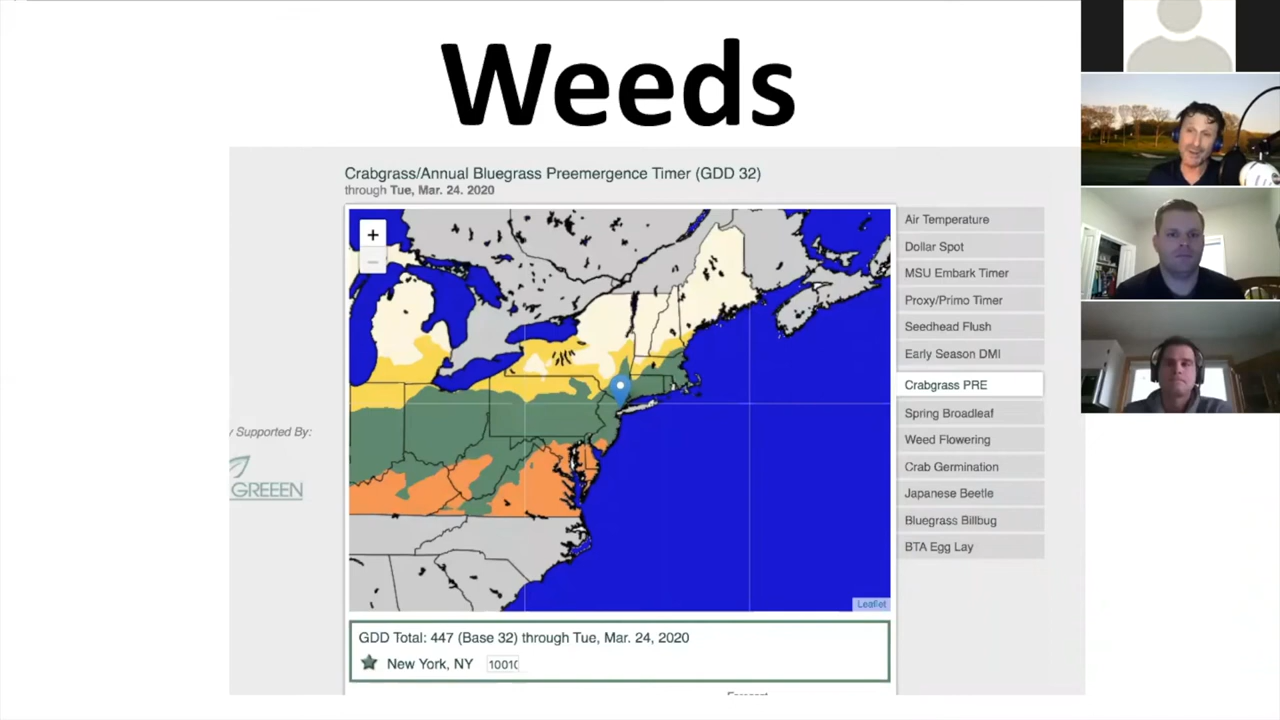 Weeds
Crabgrass/Annual Bluegrass Preemergence Timer (GDD 32)
through Tue, Mar. 24. 2020
+
−
Air Temperature
Dollar Spot
MSU Embark Timer
Proxy/Primo Timer
Seedhead Flush
Early Season DMI
Crabgrass PRE
Spring Broadleaf
Weed Flowering
Crab Germination
Japanese Beetle
Bluegrass Billbug
BTA Egg Lay
y Supported By:
GREEEN
Leaflet
GDD Total: 447 (Base 32) through Tue, Mar. 24, 2020
New York, NY 10010